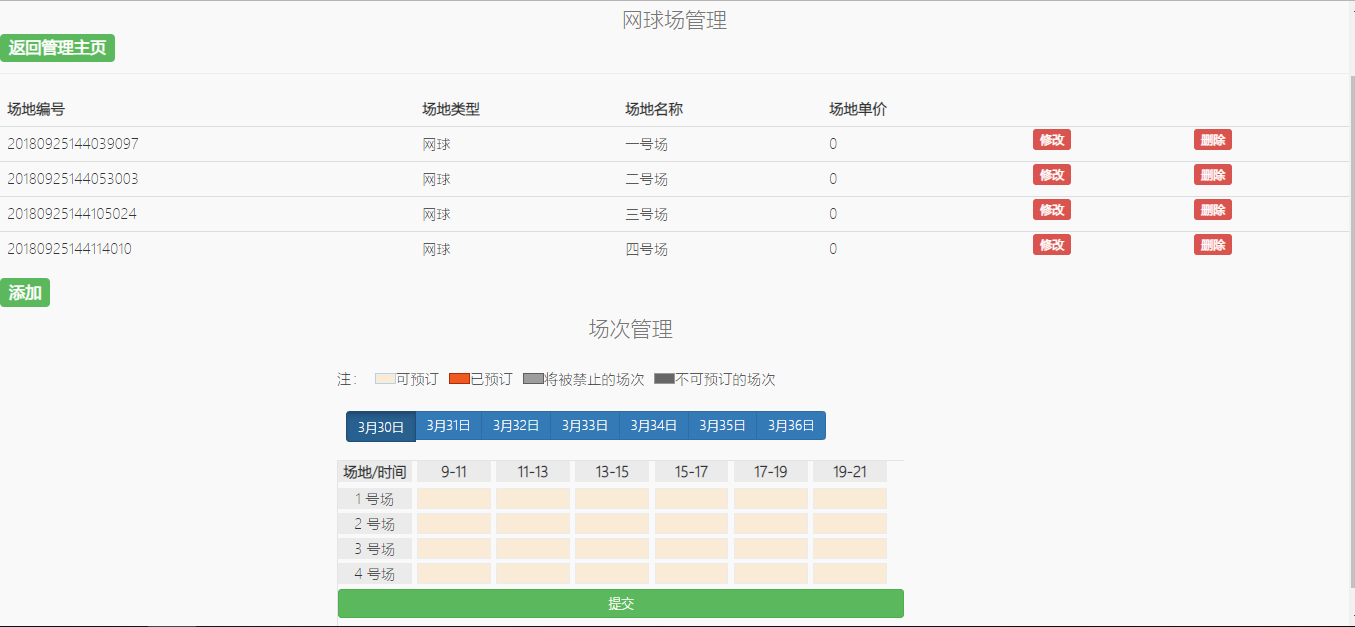 网球场管理
返回管理主页
场地编号 场地类型 场地名称 场地单价
20180925144039097 网球 一号场 0 修改 删除
20180925144053003 网球 二号场 0 修改 删除
20180925144105024 网球 三号场 0 修改 删除
20180925144114010 网球 四号场 0 修改 删除
添加
场次管理
注： 可预订 已预订 将被禁止的场次 不可预订的场次
3月30日 3月31日 3月32日 3月33日 3月34日 3月35日 3月36日
场地/时间 9-11 11-13 13-15 15-17 17-19 19-21
1 号场
2 号场
3 号场
4 号场
提交